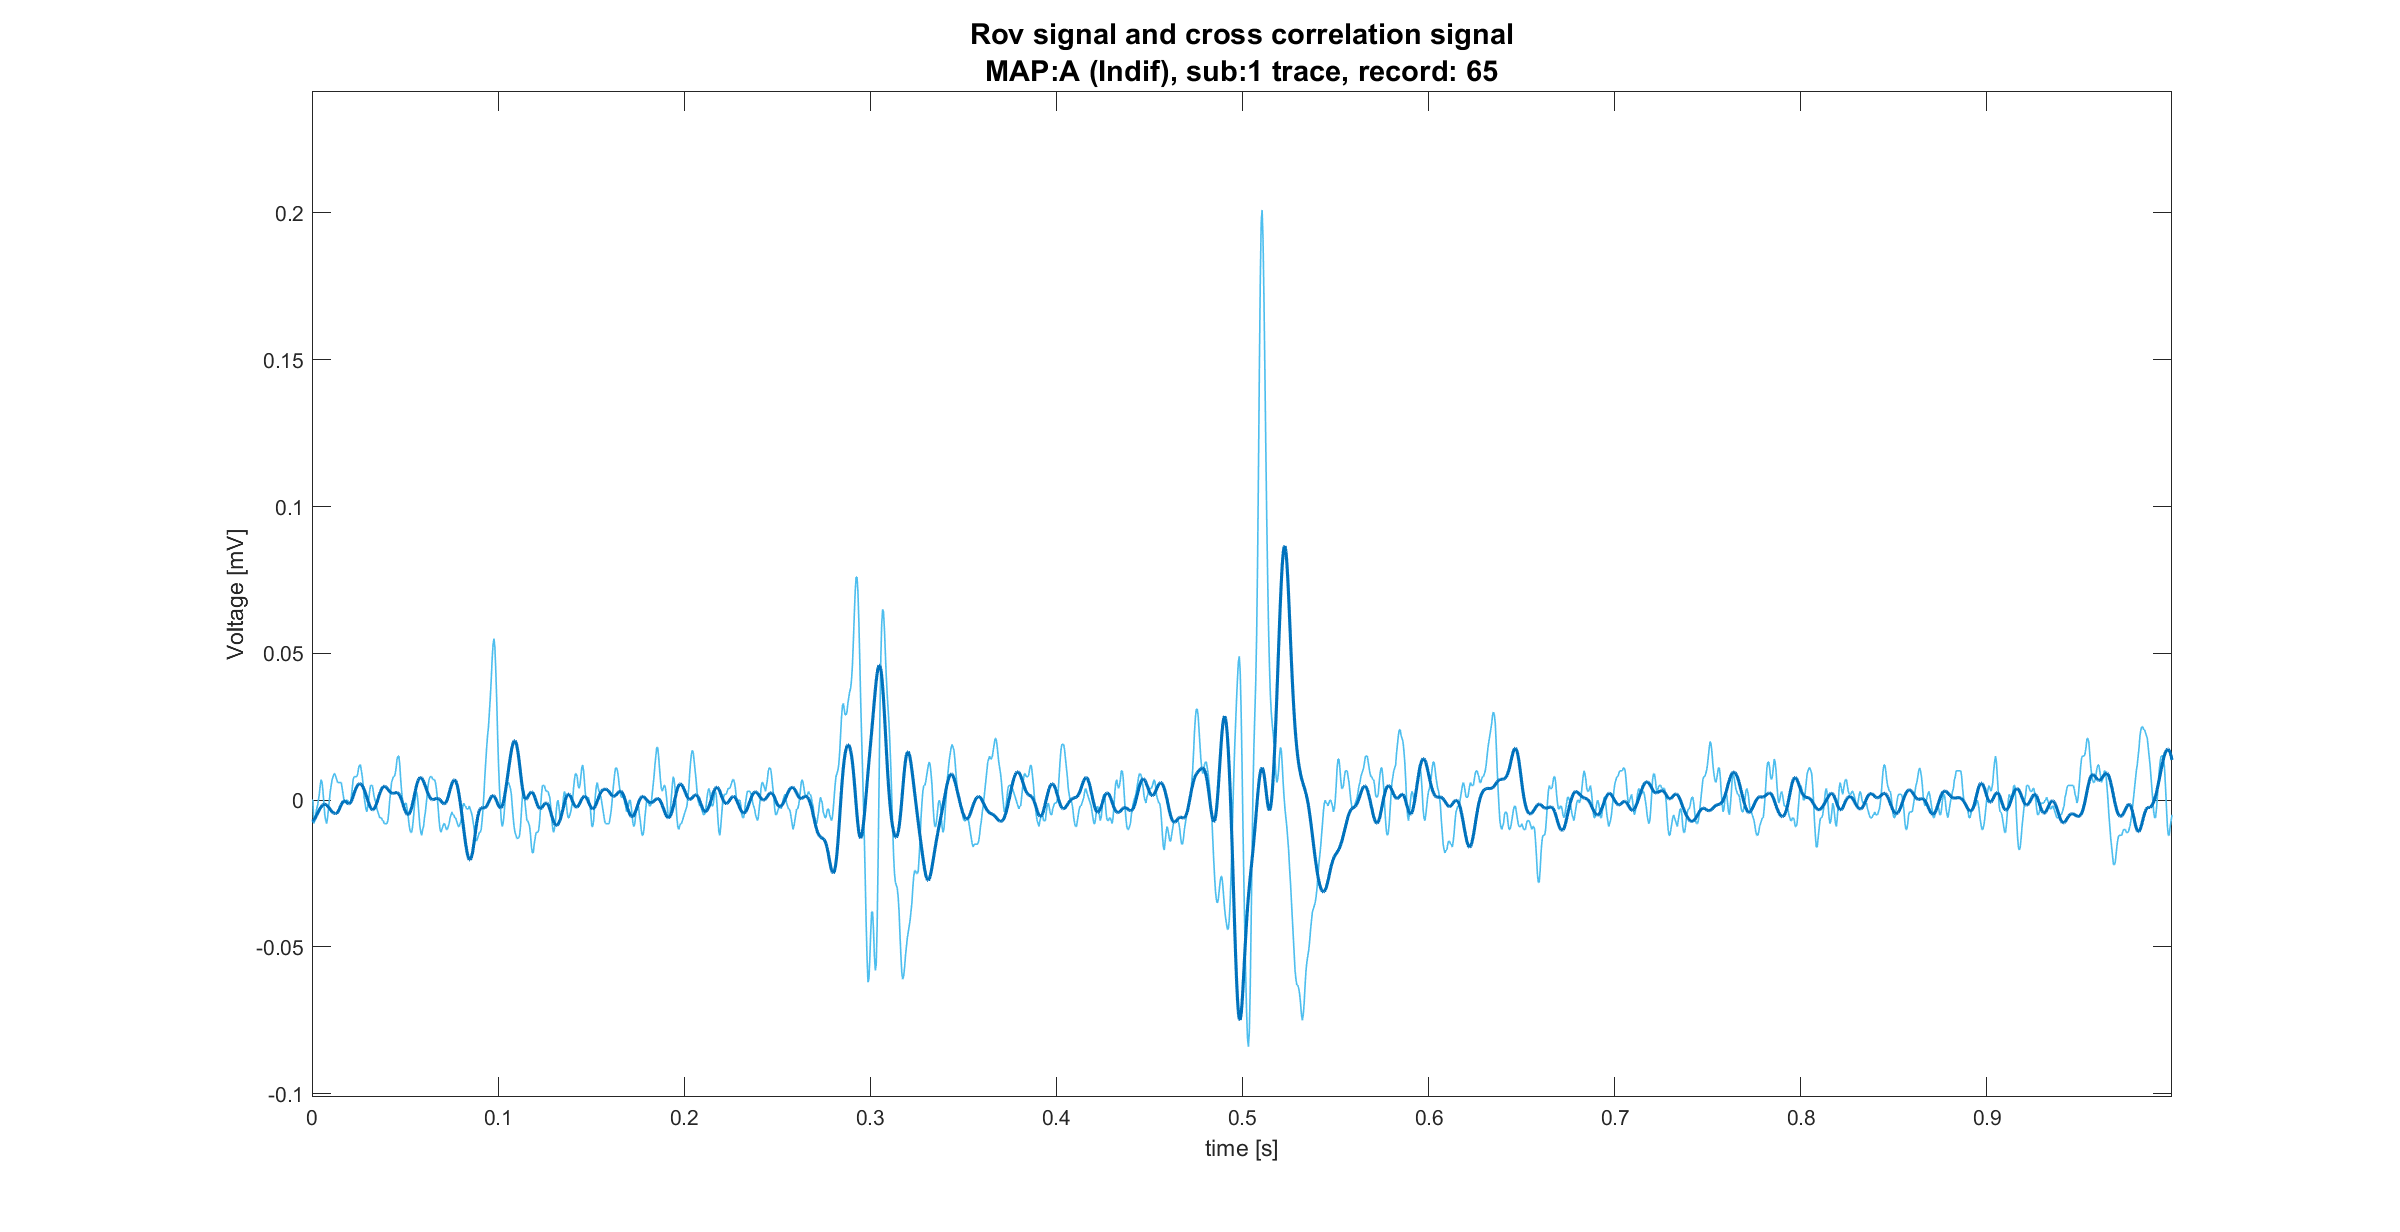 Rov signal and cross correlation signal
MAP:A (Indif), sub:1 trace, record: 65
0.2
0.15
0.1
0.05
0
-0.05
-0.1
Voltage [mV]
0 0.1 0.2 0.3 0.4 0.5 0.6 0.7 0.8 0.9
time [s]